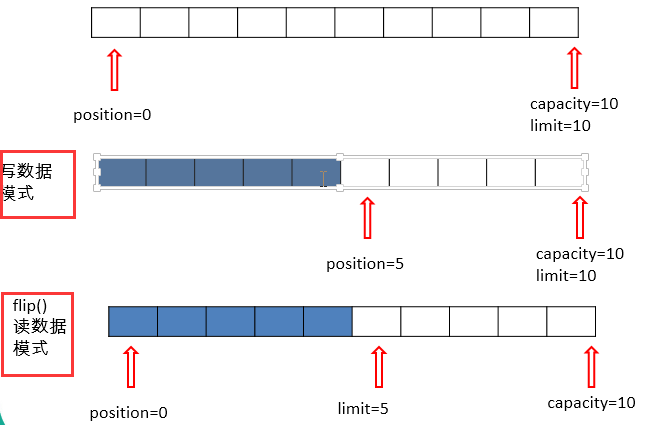 position=0
capacity=10
limit=10
写数据
模式
position=5
capacity=10
limit=10
flip()
读数据
模式
position=0
limit=5
capacity=10